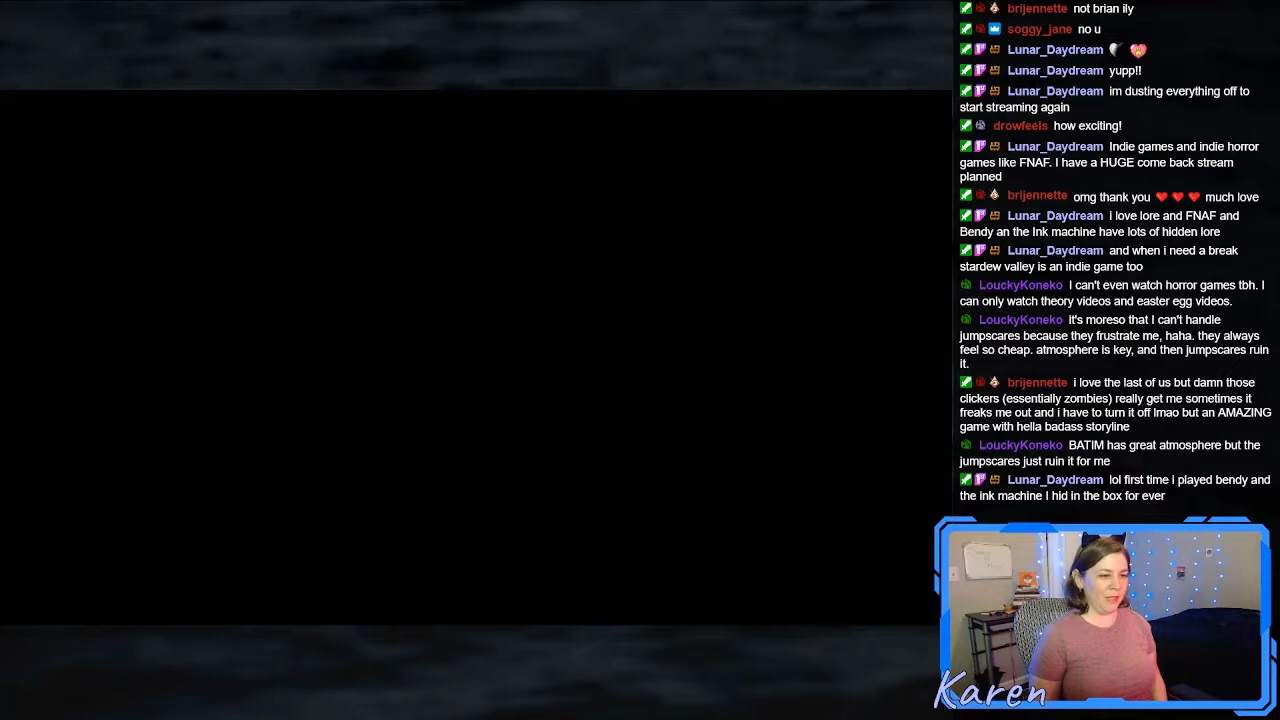 brijennette not brian ily
soggy_jane no u
Lunar_Daydream
Lunar_Daydream yupp!!
Lunar_Daydream im dusting everything off to
start streaming again
drowfeels how exciting!
Lunar_Daydream Indie games and indie horror
games like FNAF. I have a HUGE come back stream
planned
brijennette omg thank you much love
Lunar_Daydream i love lore and FNAF and
Bendy an the Ink machine have lots of hidden lore
Lunar_Daydream and when i need a break
stardew valley is an indie game too
LouckyKoneko I can't even watch horror games tbh. I
can only watch theory videos and easter egg videos.
LouckyKoneko it's moreso that I can't handle
jumpscares because they frustrate me, haha. they always
feel so cheap. atmosphere is key, and then jumpscares ruin
it.
brijennette i love the last of us but damn those
clickers (essentially zombies) really get me sometimes it
freaks me out and i have to turn it off lmao but an AMAZING
game with hella badass storyline
LouckyKoneko BATIM has great atmosphere but the
jumpscares just ruin it for me
Lunar_Daydream lol first time i played bendy and
the ink machine I hid in the box for ever
Karen